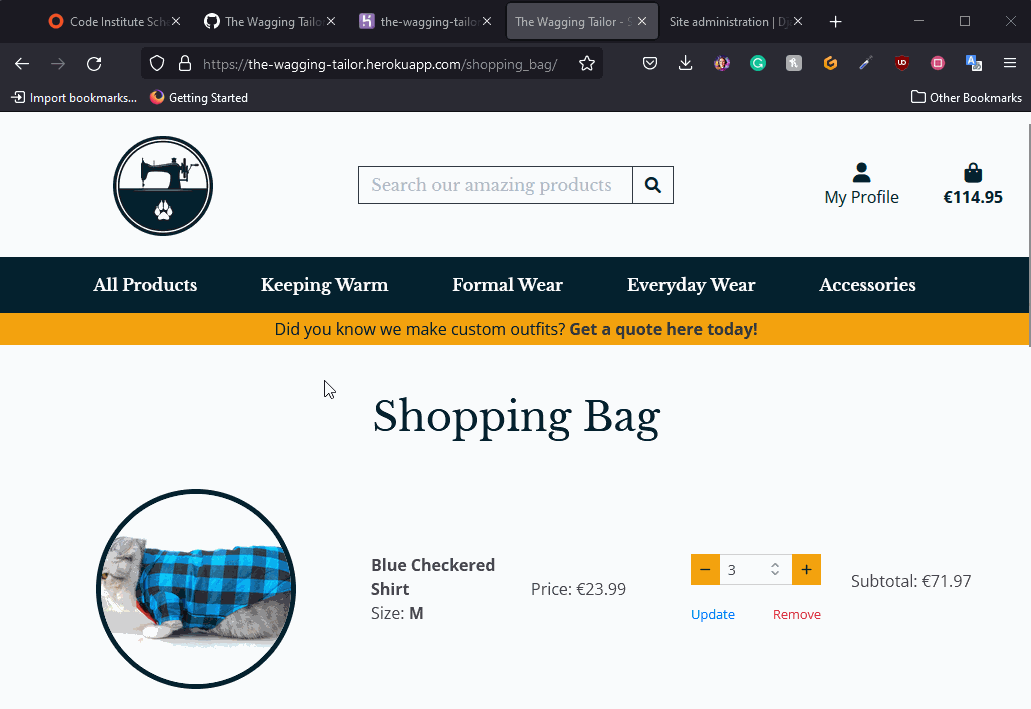 Code Institute Sch
The Wagging Tailo
the-wagging-tailor
The Wagging Tailor - S
Site administration | Dj
https://the-wagging-tailor.herokuapp.com/shopping_bag/
Import bookmarks...
Getting Started
Other Bookmarks
Search our amazing products
My Profile
€114.95
All Products
Keeping Warm
Formal Wear
Everyday Wear
Accessories
Did you know we make custom outfits? Get a quote here today!
Shopping Bag
Blue Checkered
Shirt
Size: M
Price: €23.99
3
Update
Remove
Subtotal: €71.97